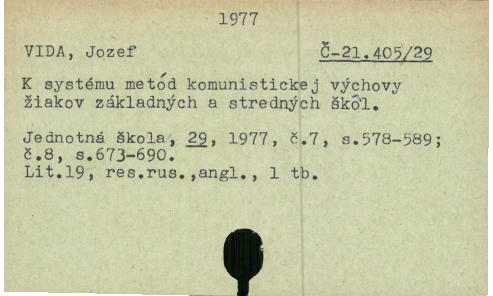 1977
VIDA, Jozef Č-21.405/29
K systému metód komunistickej výchovy
žiakov základných a stredných škôl.
Jednotná škola, 29, 1977, č.7, s.578-589;
č.8, s.673-690.
Lit.19, res.rus.,angl., 1 tb.